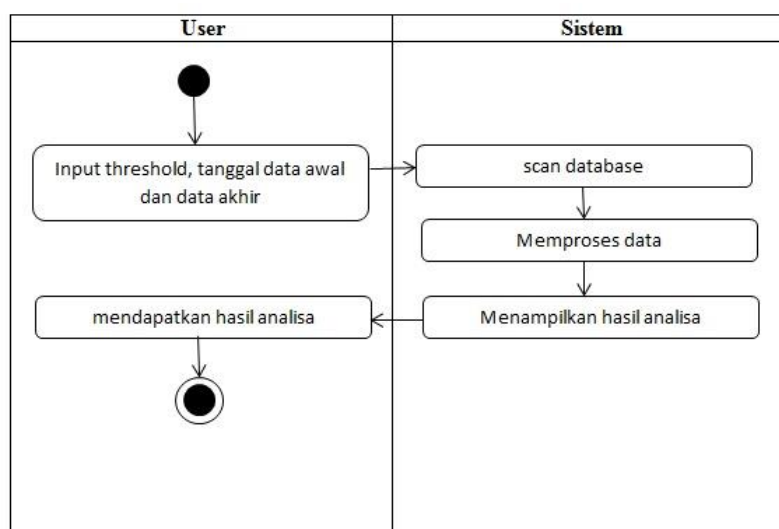 User
Sistem
Input threshold, tanggal data awal
dan data akhir
scan database
Memproses data
Menampilkan hasil analisa
mendapatkan hasil analisa